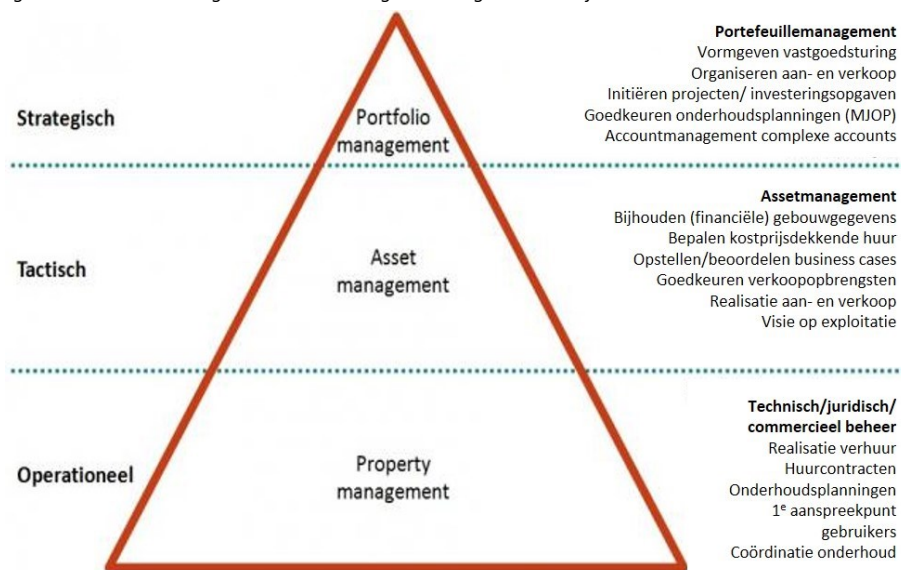 Strategisch
Portfolio
management
Portefeuillemanagement
Vormgeven vastgoedsturing
Organiseren aan- en verkoop
Initiëren projecten/ investeringsopgaven
Goedkeuren onderhoudsplanningen (MJOP)
Accountmanagement complexe accounts
Tactisch
Asset
management
Assetmanagement
Bijhouden (financiële) gebouwgegevens
Bepalen kostprijsdekkende huur
Opstellen/beoordelen business cases
Goedkeuren verkoopopbrengsten
Realisatie aan- en verkoop
Visie op exploitatie
Operationeel
Property
management
Technisch/juridisch/
commercieel beheer
Realisatie verhuur
Huurcontracten
Onderhoudsplanningen
1e aanspreekpunt
gebruikers
Coördinatie onderhoud